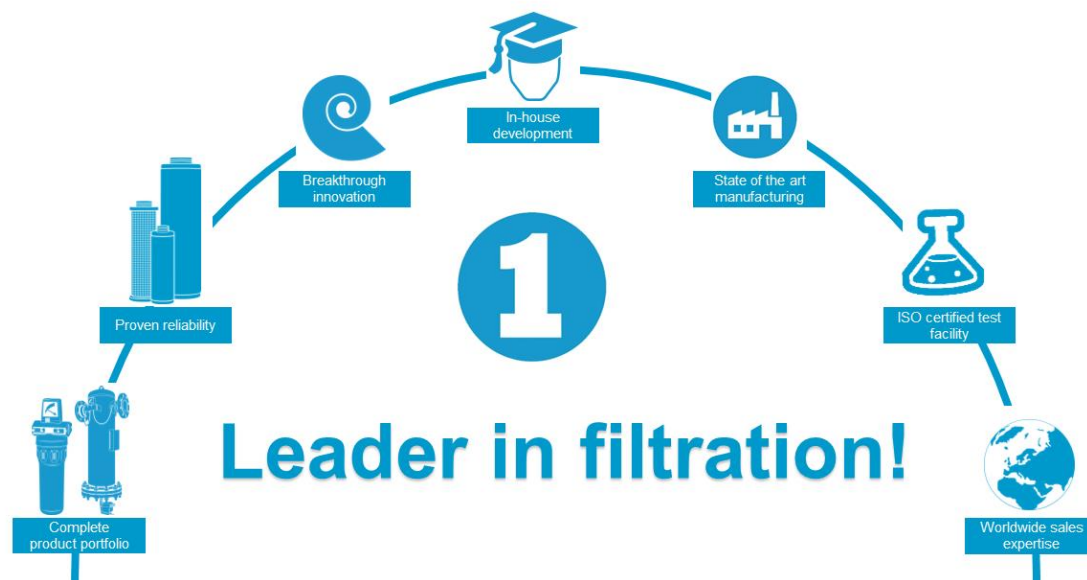 In-house
development
Breakthrough
innovation
State of the art
manufacturing
1
Proven reliability
ISO certified test
facility
Leader in filtration!
Complete
product portfolio
Worldwide sales
expertise